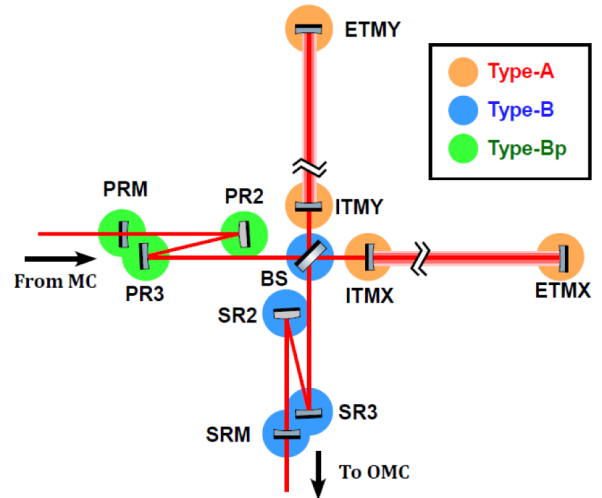 ETMY
Type-A
Type-B
Type-Bp
PRM
PR2
ITMY
From MC
PR3
BS
ITMX
ETMX
SR2
SR3
SRM
To OMC